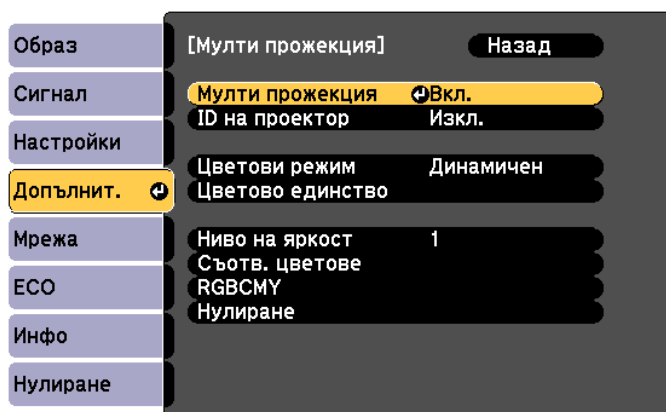 Образ
Сигнал
Настройки
Допълнит.
Мрежа
ECO
Инфо
Нулиране
[Мулти прожекция] Назад
Мулти прожекция Вкл.
ID на проектор Изкл.
Цветови режим Динамичен
Цветово единство
Ниво на яркост 1
Съотв. цветове
RGBCMY
Нулиране